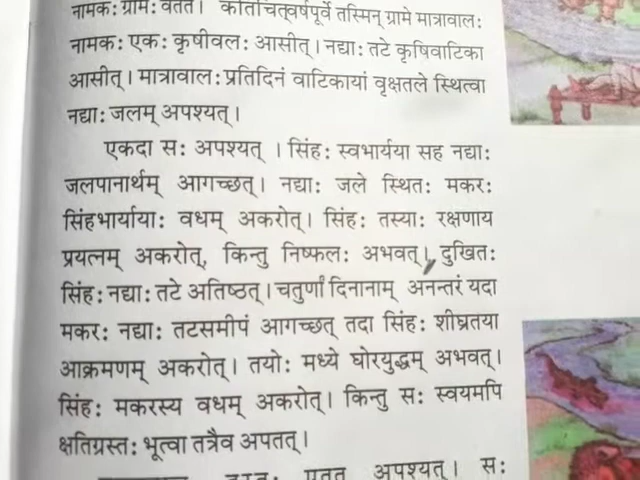 नामकः ग्रामः वर्तते। कतिचित्वर्षपूर्वे तस्मिन् ग्रामे मात्रावालः
नामकः एकः कृषीवलः आसीत्। नद्याः तटे कृषिवाटिका
आसीत्। मात्रावालः प्रतिदिनं वाटिकायां वृक्षतले स्थित्वा
नद्याः जलम् अपश्यत्।
एकदा सः अपश्यत् । सिंहः स्वभार्यया सह नद्याः
जलपानार्थम् आगच्छत्। नद्याः जले स्थितः मकरः
सिंहभार्यायाः वधम् अकरोत्। सिंहः तस्याः रक्षणाय
प्रयत्नम् अकरोत्, किन्तु निष्फलः अभवत्। दुखितः
सिंहः नद्याः तटे अतिष्ठत्। चतुर्णां दिनानाम् अनन्तरं यदा
मकरः नद्याः तटसमीपं आगच्छत् तदा सिंहः शीघ्रतया
आक्रमणम् अकरोत्। तयोः मध्ये घोरयुद्धम् अभवत्।
सिंहः मकरस्य वधम् अकरोत्। किन्तु सः स्वयमपि
क्षतिग्रस्तः भूत्वा तत्रैव अपतत्।
अपश्यत्। सः